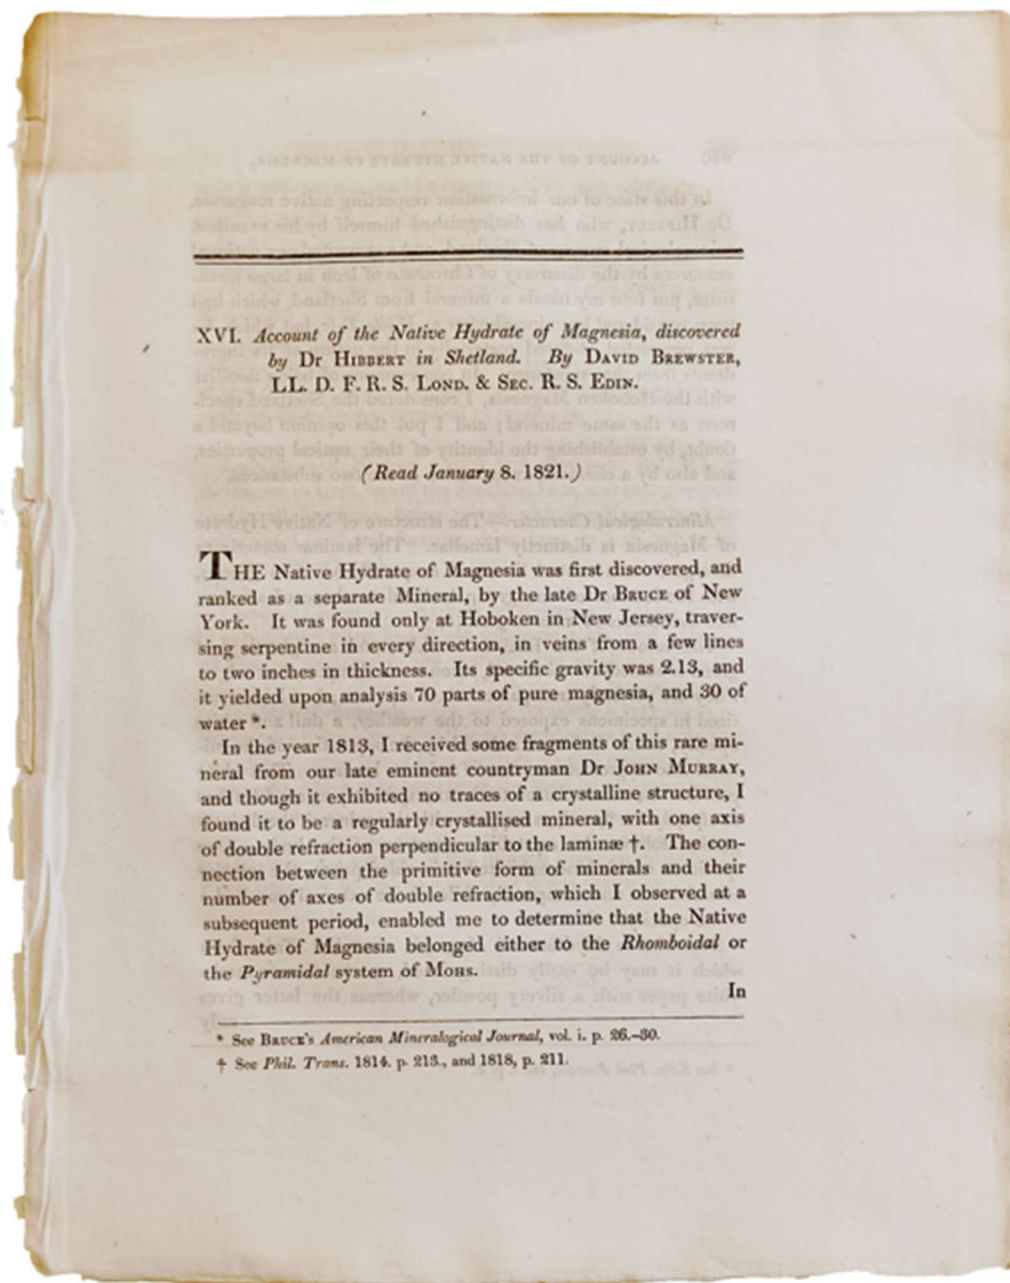 XVI. Account of the Native Hydrate of Magnesia, discovered
by Dr HIBBERT in Shetland. By DAVID BREWSTER,
LL. D. F. R. S. LOND. & SEC. R. S. EDIN.
(Read January 8. 1821.)
THE Native Hydrate of Magnesia was first discovered, and
ranked as a separate Mineral, by the late Dr BRUCE of New
York. It was found only at Hoboken in New Jersey, traver-
sing serpentine in every direction, in veins from a few lines
to two inches in thickness. Its specific gravity was 2.13, and
it yielded upon analysis 70 parts of pure magnesia, and 30 of
water *.
In the year 1813, I received some fragments of this rare mi-
neral from our late eminent countryman Dr JOHN MURRAY,
and though it exhibited no traces of a crystalline structure, I
found it to be a regularly crystallised mineral, with one axis
of double refraction perpendicular to the laminæ †. The con-
nection between the primitive form of minerals and their
number of axes of double refraction, which I observed at a
subsequent period, enabled me to determine that the Native
Hydrate of Magnesia belonged either to the Rhomboidal or
the Pyramidal system of MOHS.
In
* See BRUCE's American Mineralogical Journal, vol. i. p. 26.–30.
† See Phil. Trans. 1814. p. 213., and 1818, p. 211.